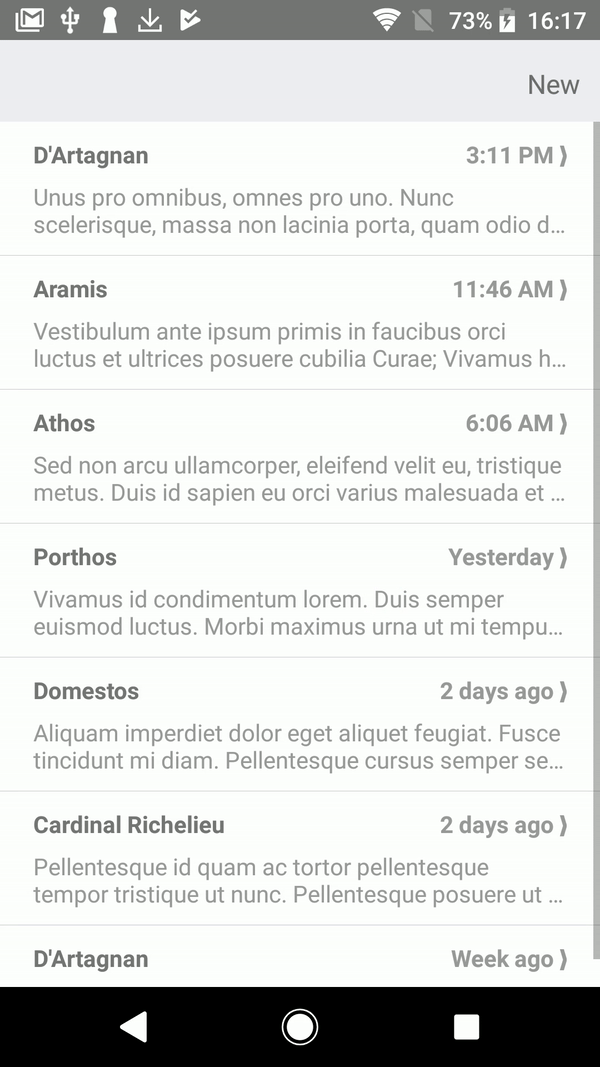 73% 16:17
New
D'Artagnan 3:11 PM ⟩
Unus pro omnibus, omnes pro uno. Nunc
scelerisque, massa non lacinia porta, quam odio d…
Aramis 11:46 AM ⟩
Vestibulum ante ipsum primis in faucibus orci
luctus et ultrices posuere cubilia Curae; Vivamus h…
Athos 6:06 AM ⟩
Sed non arcu ullamcorper, eleifend velit eu, tristique
metus. Duis id sapien eu orci varius malesuada et …
Porthos Yesterday ⟩
Vivamus id condimentum lorem. Duis semper
euismod luctus. Morbi maximus urna ut mi tempu…
Domestos 2 days ago ⟩
Aliquam imperdiet dolor eget aliquet feugiat. Fusce
tincidunt mi diam. Pellentesque cursus semper se…
Cardinal Richelieu 2 days ago ⟩
Pellentesque id quam ac tortor pellentesque
tempor tristique ut nunc. Pellentesque posuere ut …
D'Artagnan Week ago ⟩